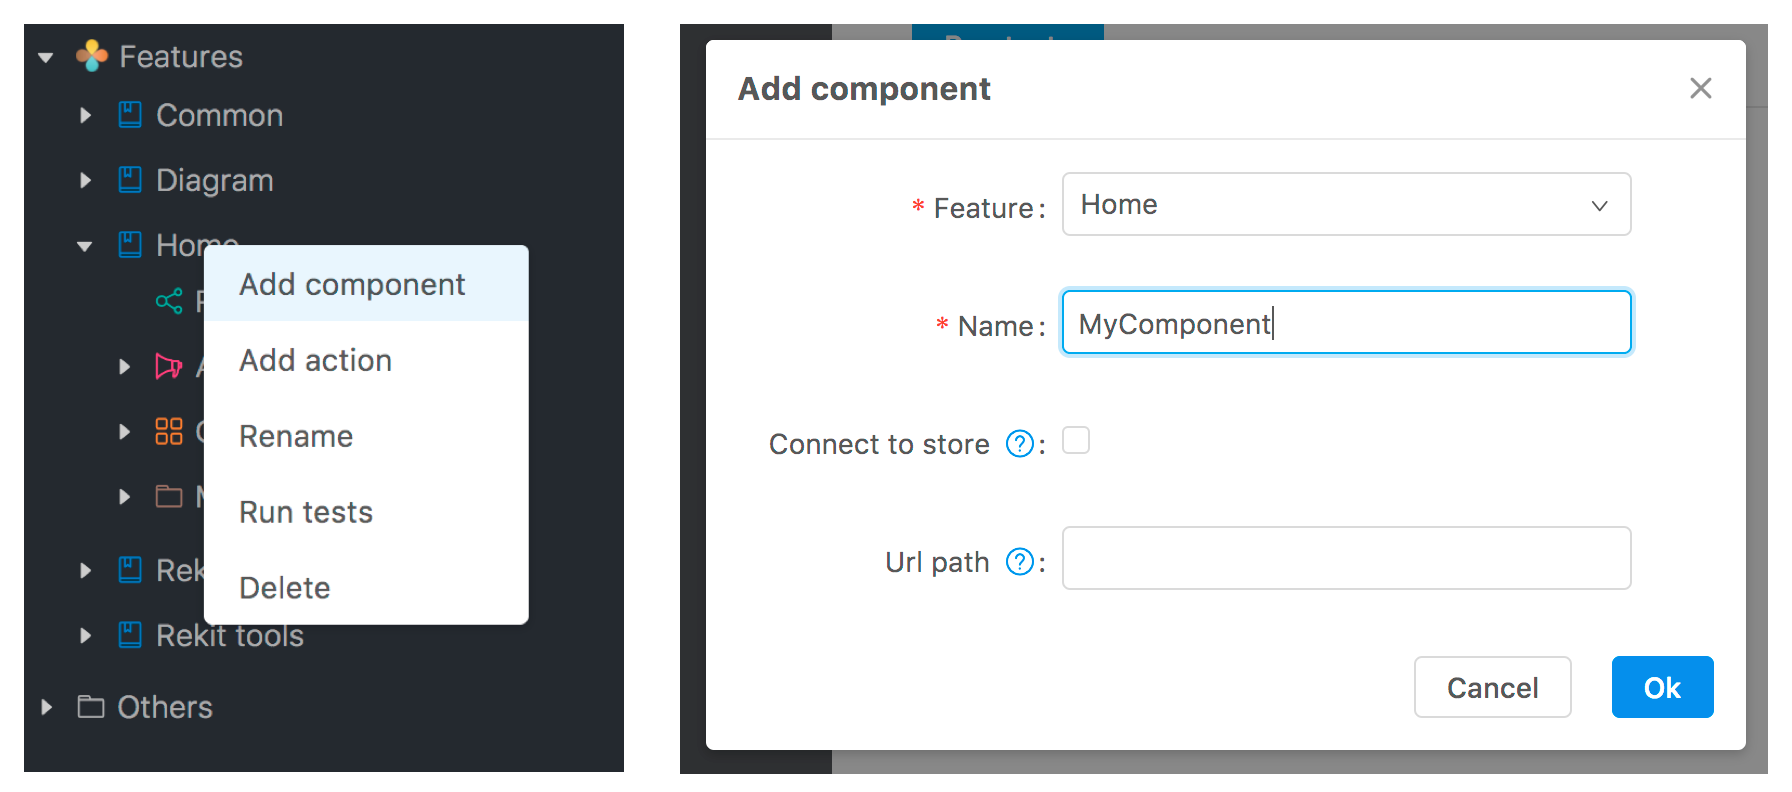 Features
Common
Diagram
Home
Add component
Add action
Rename
Run tests
Delete
Rekit tools
Others
Add component
* Feature:
Home
* Name:
MyComponent
Connect to store ?:
Url path ?:
Cancel
Ok